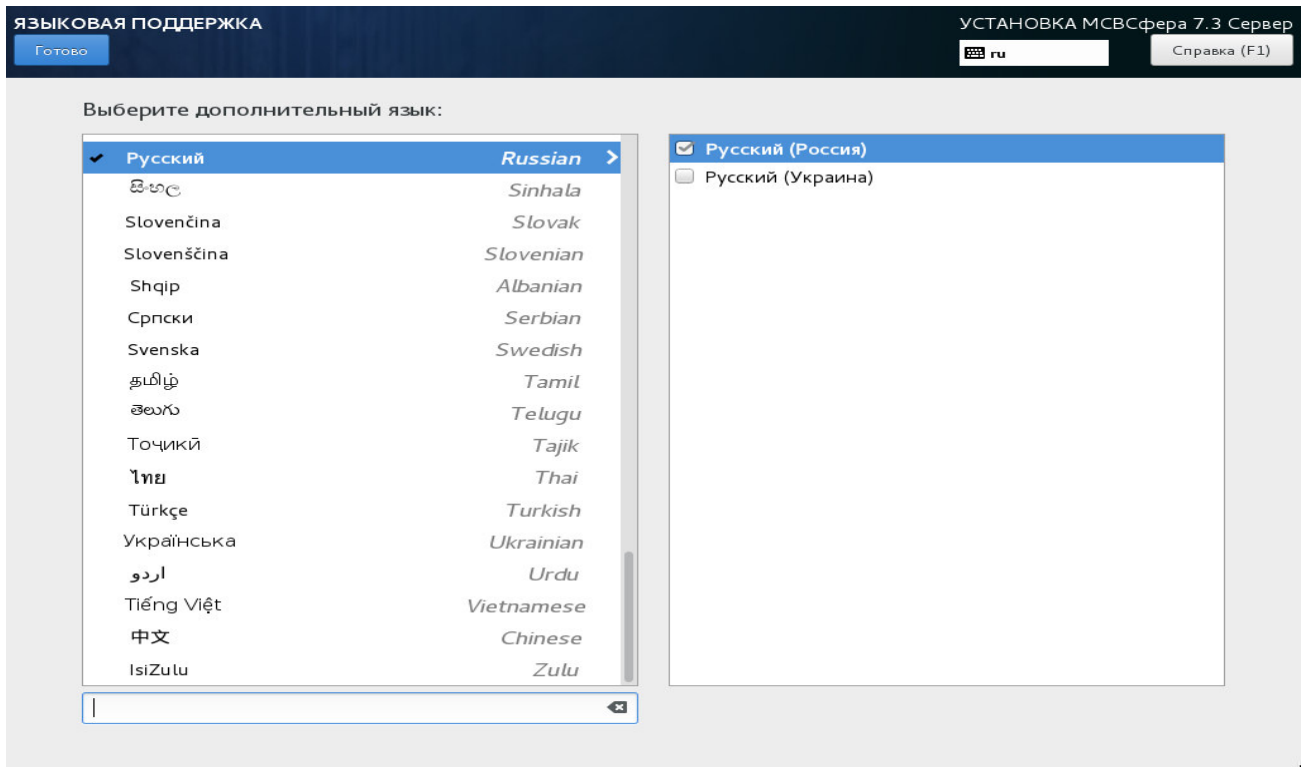 ЯЗЫКОВАЯ ПОДДЕРЖКА
УСТАНОВКА МСВСфера 7.3 Сервер
Готово
ru
Справка (F1)
Выберите дополнительный язык:
Русский Russian
සිංහල Sinhala
Slovenčina Slovak
Slovenščina Slovenian
Shqip Albanian
Српски Serbian
Svenska Swedish
தமிழ் Tamil
తెలుగు Telugu
Тоҷикӣ Tajik
ไทย Thai
Türkçe Turkish
Українська Ukrainian
اردو Urdu
Tiếng Việt Vietnamese
中文 Chinese
IsiZulu Zulu
Русский (Россия)
Русский (Украина)